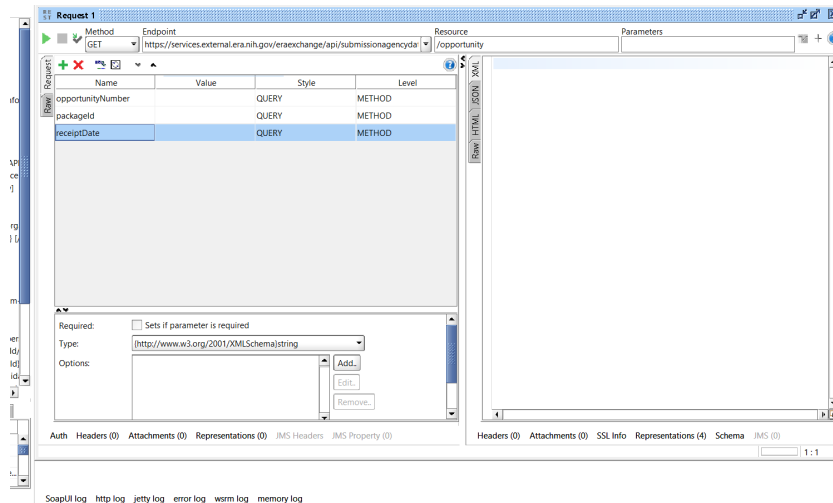 Request 1
Method
Endpoint
Resource
Parameters
GET
https://services.external.era.nih.gov/eraexchange/api/submissionagencydat
/opportunity
Request
Raw
Name Value Style Level
opportunityNumber QUERY METHOD
packageId QUERY METHOD
receiptDate QUERY METHOD
Required: Sets if parameter is required
Type: {http://www.w3.org/2001/XMLSchema}string
Options:
Add..
Edit..
Remove..
XML
JSON
HTML
Raw
Auth Headers (0) Attachments (0) Representations (0) JMS Headers JMS Property (0)
Headers (0) Attachments (0) SSL Info Representations (4) Schema JMS (0)
1 : 1
SoapUI log http log jetty log error log wsrm log memory log